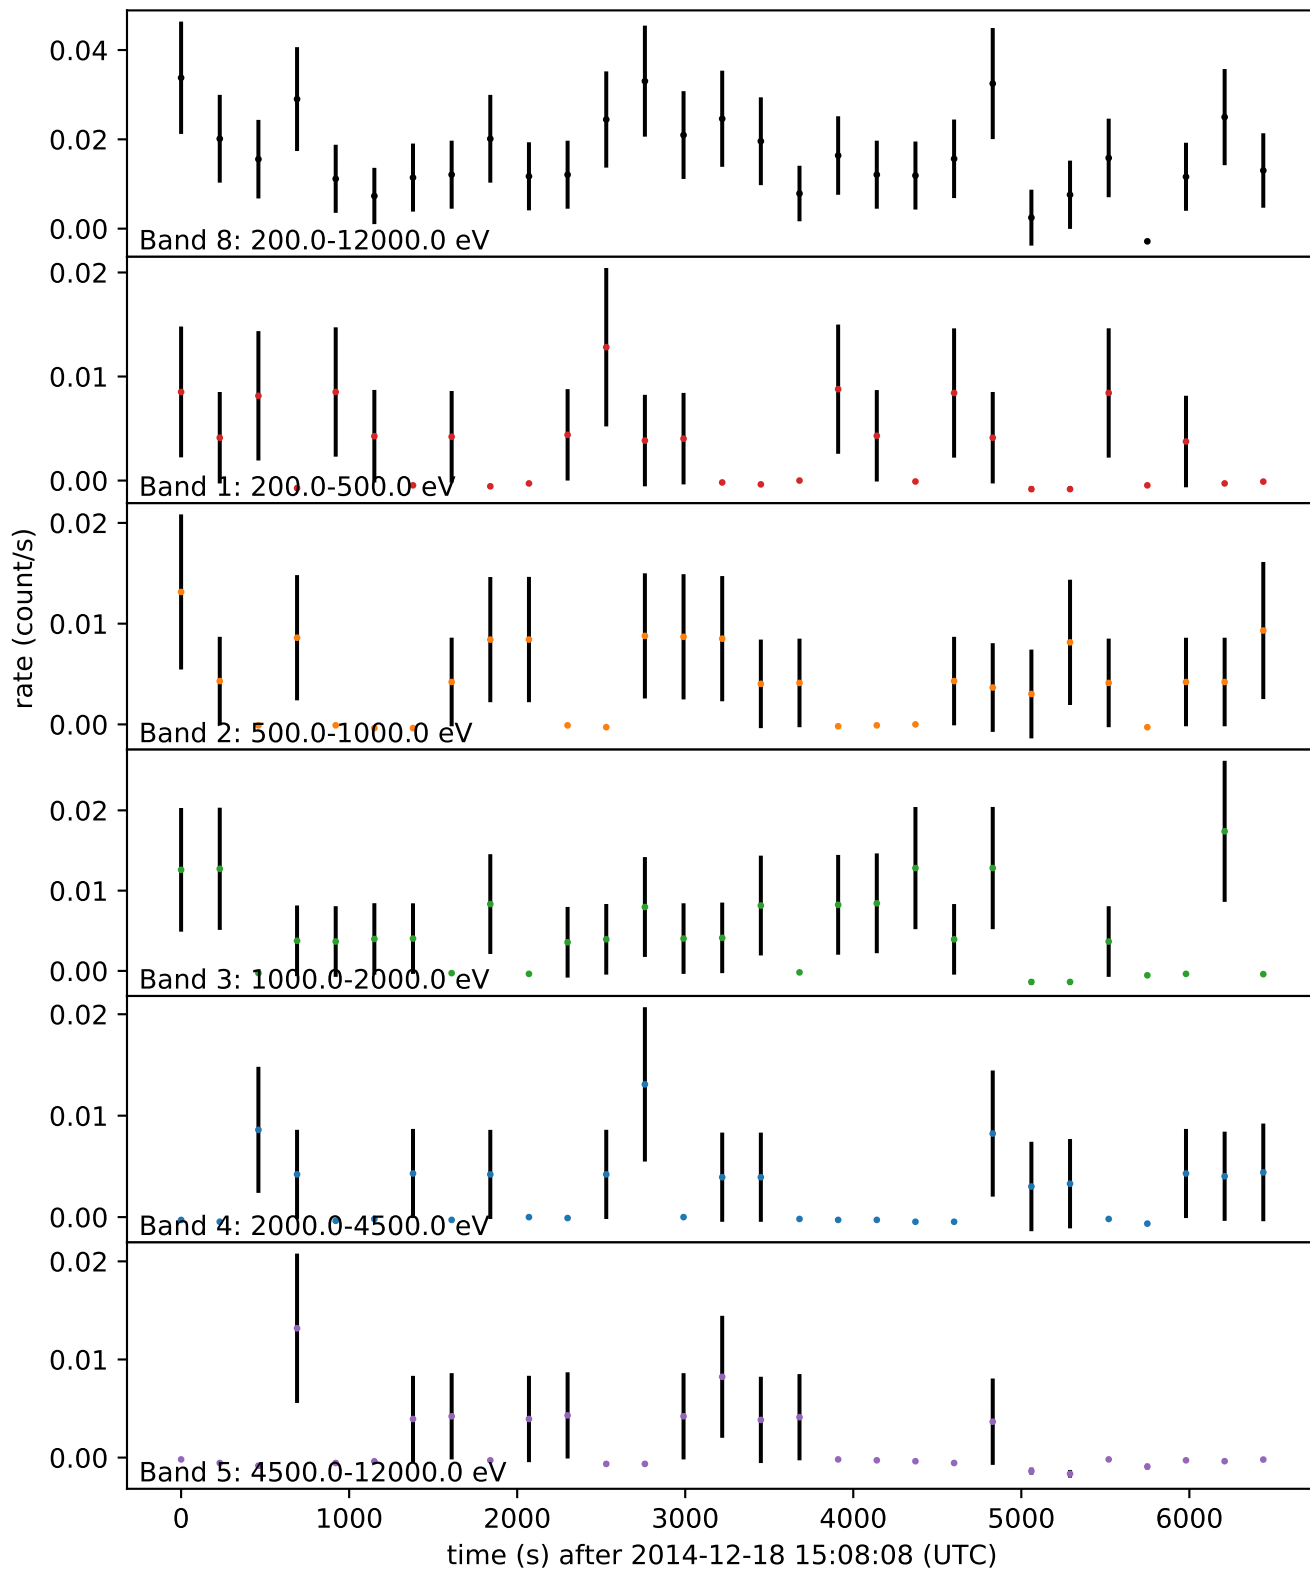 0.04
0.02
0.00
Band 8: 200.0-12000.0 eV
0.02
0.01
0.00
Band 1: 200.0-500.0 eV
0.02
0.01
0.00
Band 2: 500.0-1000.0 eV
rate (count/s)
0.02
0.01
0.00
Band 3: 1000.0-2000.0 eV
0.02
0.01
0.00
Band 4: 2000.0-4500.0 eV
0.02
0.01
0.00
Band 5: 4500.0-12000.0 eV
0 1000 2000 3000 4000 5000 6000
time (s) after 2014-12-18 15:08:08 (UTC)